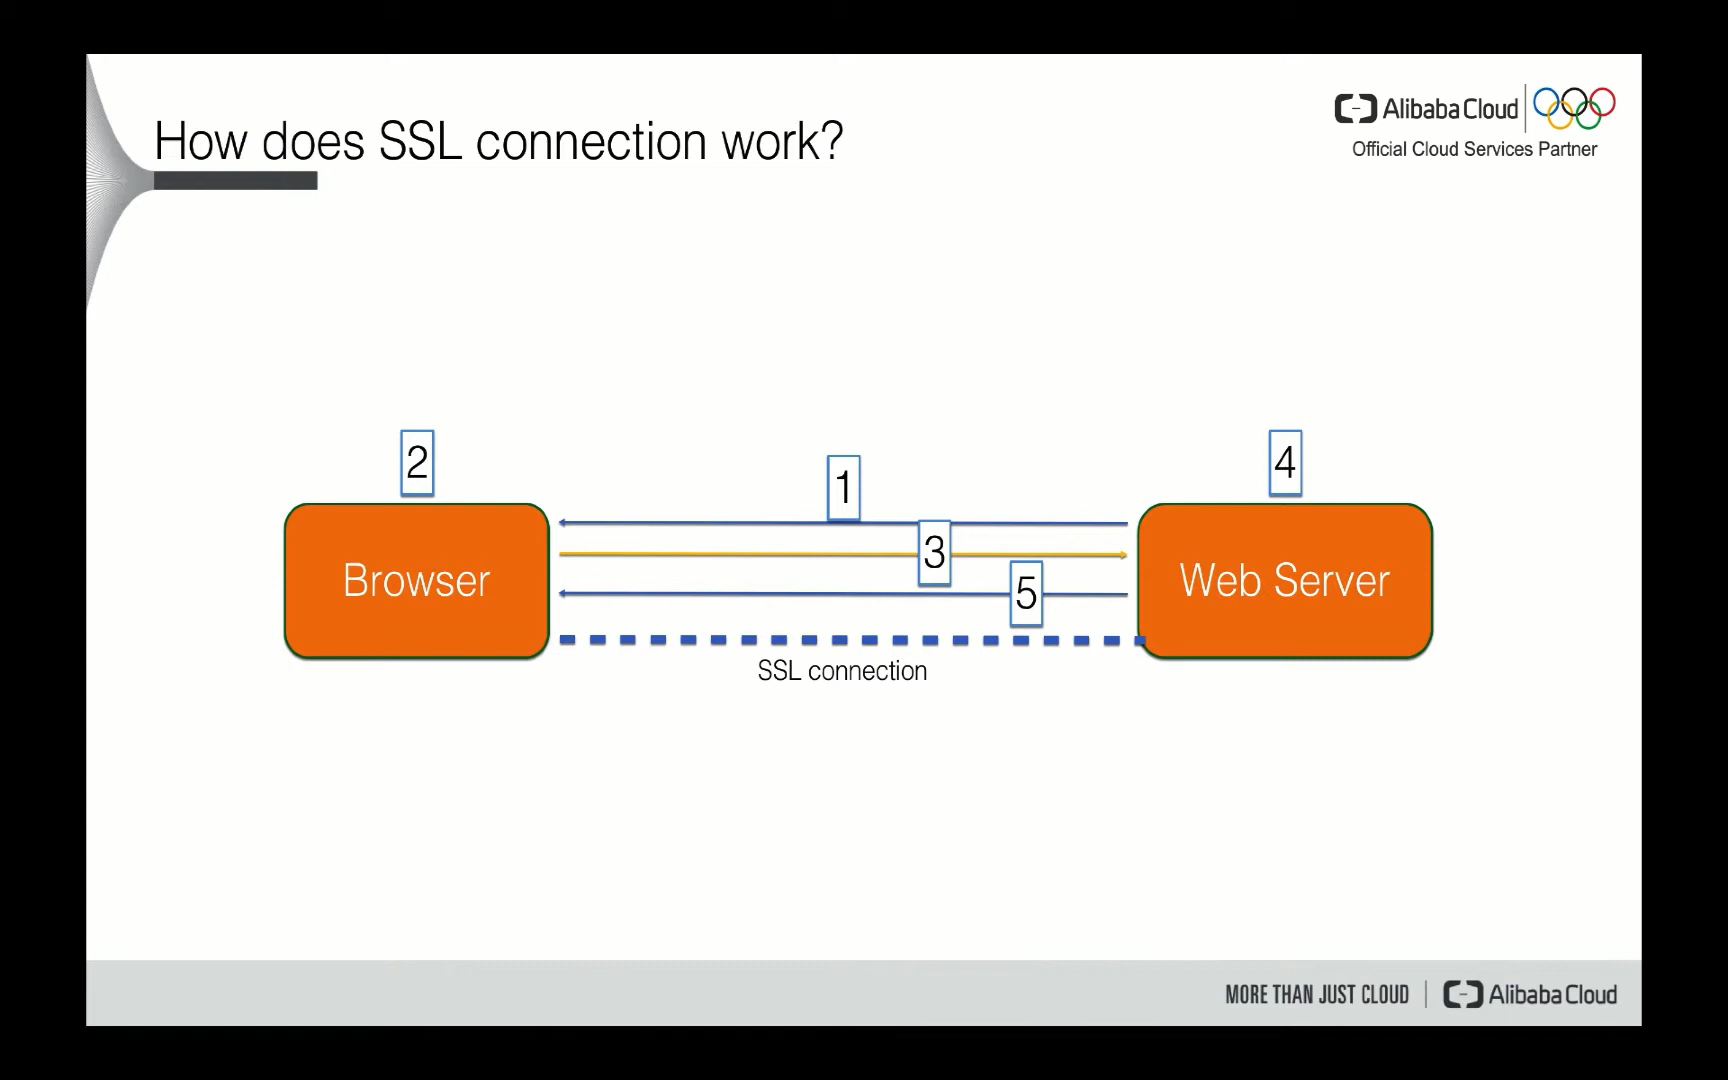 How does SSL connection work?
Alibaba Cloud
Official Cloud Services Partner
2
1
4
3
5
Browser
Web Server
SSL connection
MORE THAN JUST CLOUD
Alibaba Cloud